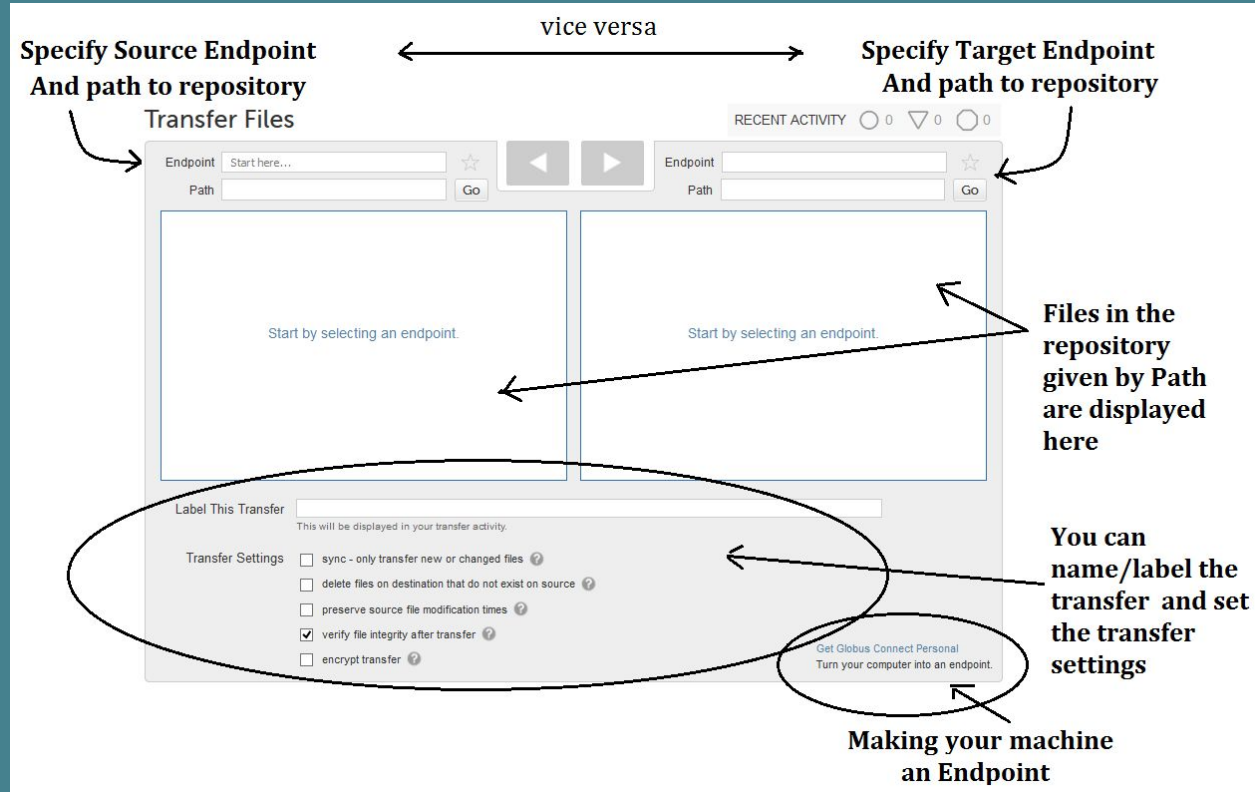 vice versa
Specify Source Endpoint
And path to repository
Specify Target Endpoint
And path to repository
Transfer Files
RECENT ACTIVITY 0 0 0
Endpoint Start here...
Path Go
Endpoint
Path Go
Start by selecting an endpoint.
Start by selecting an endpoint.
Files in the
repository
given by Path
are displayed
here
Label This Transfer
This will be displayed in your transfer activity.
Transfer Settings
sync - only transfer new or changed files ?
delete files on destination that do not exist on source ?
preserve source file modification times ?
verify file integrity after transfer ?
encrypt transfer ?
You can
name/label the
transfer and set
the transfer
settings
Get Globus Connect Personal
Turn your computer into an endpoint.
Making your machine
an Endpoint